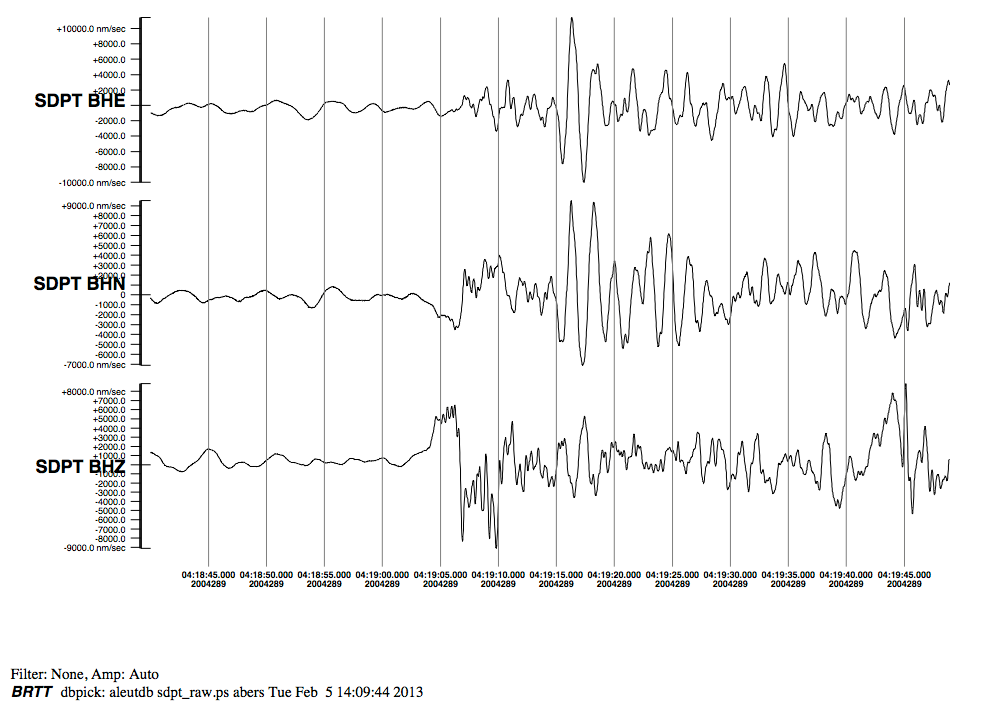 +10000.0 nm/sec
+8000.0
+6000.0
+4000.0
+2000.0
SDPT BHE
-2000.0
-4000.0
-6000.0
-8000.0
-10000.0 nm/sec
+9000.0 nm/sec
+8000.0
+7000.0
+6000.0
+5000.0
+4000.0
+3000.0
+2000.0
SDPT BHN
0
-1000.0
-2000.0
-3000.0
-4000.0
-5000.0
-6000.0
-7000.0 nm/sec
+8000.0 nm/sec
+7000.0
+6000.0
+5000.0
+4000.0
+3000.0
+2000.0
+1000.0
SDPT BHZ
-1000.0
-2000.0
-3000.0
-4000.0
-5000.0
-6000.0
-7000.0
-8000.0
-9000.0 nm/sec
04:18:45.000 04:18:50.000 04:18:55.000 04:19:00.000 04:19:05.000 04:19:10.000 04:19:15.000 04:19:20.000 04:19:25.000 04:19:30.000 04:19:35.000 04:19:40.000 04:19:45.000
2004289 2004289 2004289 2004289 2004289 2004289 2004289 2004289 2004289 2004289 2004289 2004289 2004289
Filter: None, Amp: Auto
BRTT dbpick: aleutdb sdpt_raw.ps abers Tue Feb 5 14:09:44 2013